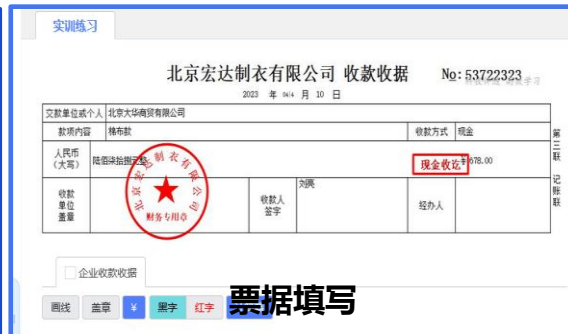 实训练习
北京宏达制衣有限公司 收款收据 No: 53722323
2023 年 04 月 10 日
交款单位或个人 北京大华商贸有限公司
款项内容 棉布款 收款方式 现金
人民币（大写） 陆佰柒拾捌元整 现金收讫 ¥678.00
收款单位盖章 收款人签字 刘亮 经办人
北京宏达制衣有限公司
财务专用章
第三联 记账联
企业收款收据
画线 盖章 ¥ 黑字 红字
票据填写